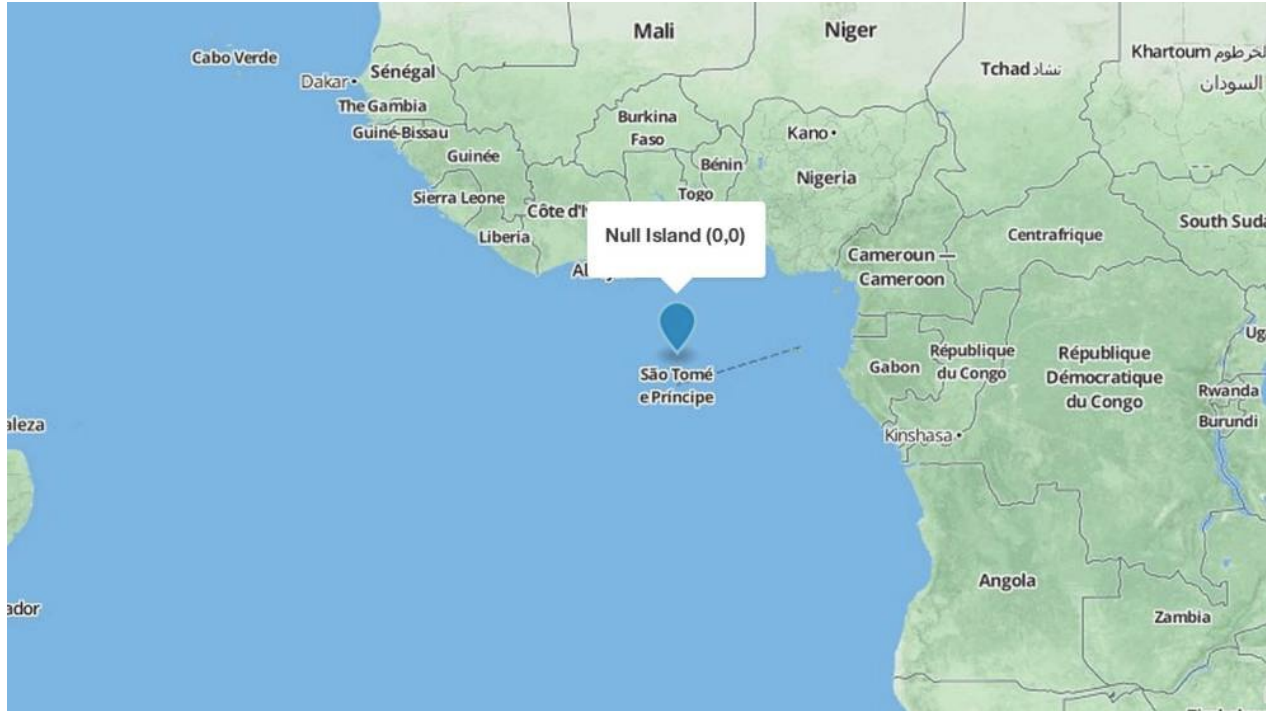 Mali
Niger
Cabo Verde
Dakar
Sénégal
Tchad تشاد
Khartoum الخرطوم
السودان
The Gambia
Guiné-Bissau
Burkina
Faso
Kano
Guinée
Bénin
Nigeria
Sierra Leone
Togo
Côte d'I
South Suda
Liberia
Null Island (0,0)
Centrafrique
Cameroun —
Cameroon
Ug
São Tomé
e Príncipe
Gabon
République
du Congo
République
Démocratique
du Congo
Rwanda
Burundi
aleza
Kinshasa
Angola
ador
Zambia